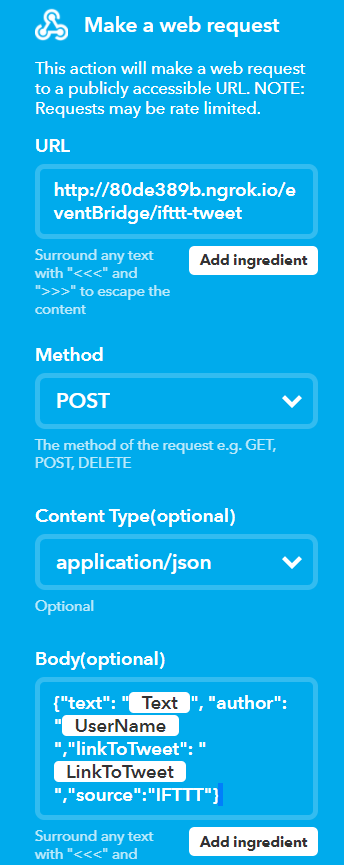 Make a web request
This action will make a web request
to a publicly accessible URL. NOTE:
Requests may be rate limited.
URL
http://80de389b.ngrok.io/e
ventBridge/ifttt-tweet
Surround any text
with "<<<" and
">>>" to escape the
content
Add ingredient
Method
POST
The method of the request e.g. GET,
POST, DELETE
Content Type(optional)
application/json
Optional
Body(optional)
{"text": " Text ", "author":
" UserName
","linkToTweet": "
LinkToTweet
","source":"IFTTT"}
Surround any text
with "<<<" and
Add ingredient